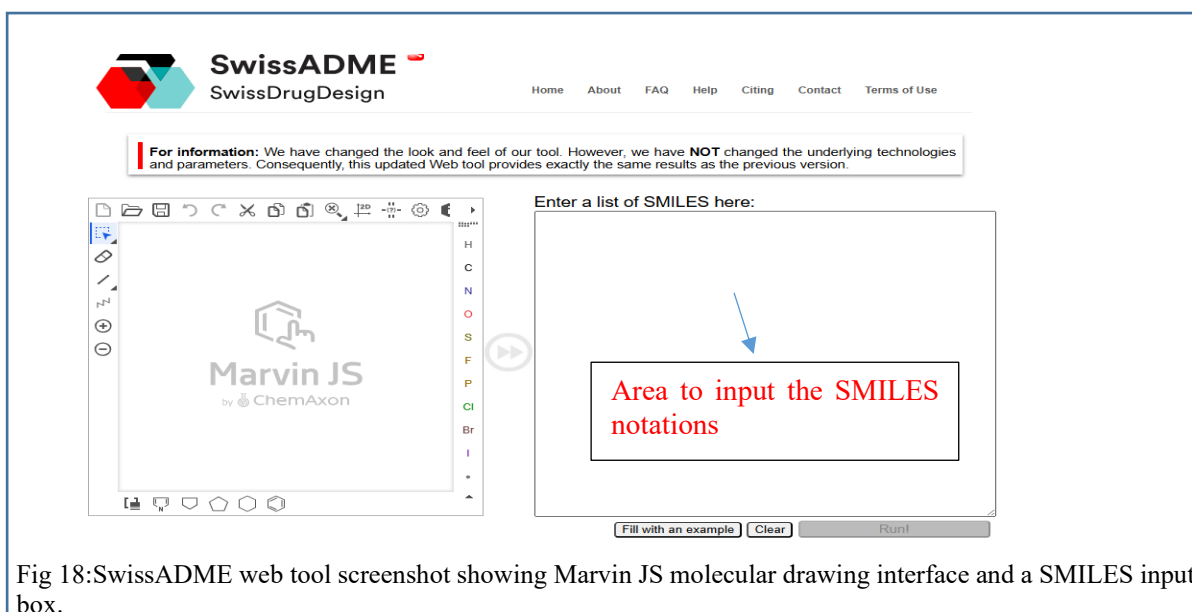 SwissADME
SwissDrugDesign
Home About FAQ Help Citing Contact Terms of Use
For information: We have changed the look and feel of our tool. However, we have NOT changed the underlying technologies
and parameters. Consequently, this updated Web tool provides exactly the same results as the previous version.
Enter a list of SMILES here:
2D
H
C
N
O
S
F
P
Cl
Br
I
N
Marvin JS
by ChemAxon
Area to input the SMILES
notations
Fill with an example Clear Run!
Fig 18:SwissADME web tool screenshot showing Marvin JS molecular drawing interface and a SMILES input
box.